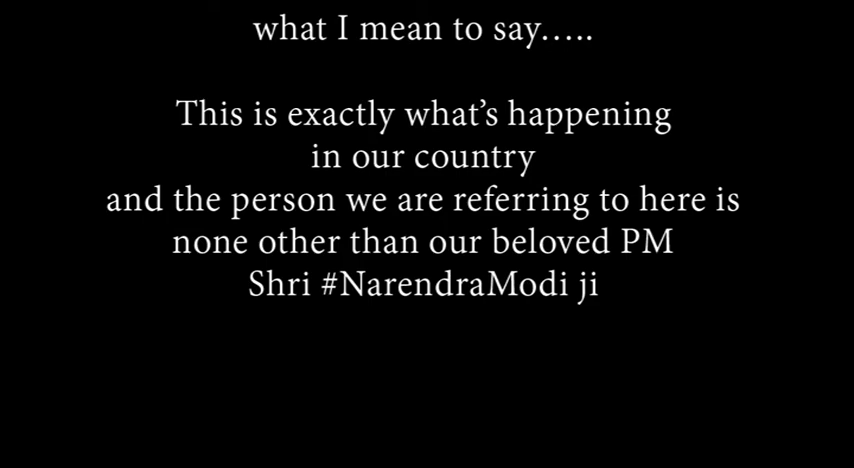 what I mean to say.....
This is exactly what's happening
in our country
and the person we are referring to here is
none other than our beloved PM
Shri #NarendraModi ji